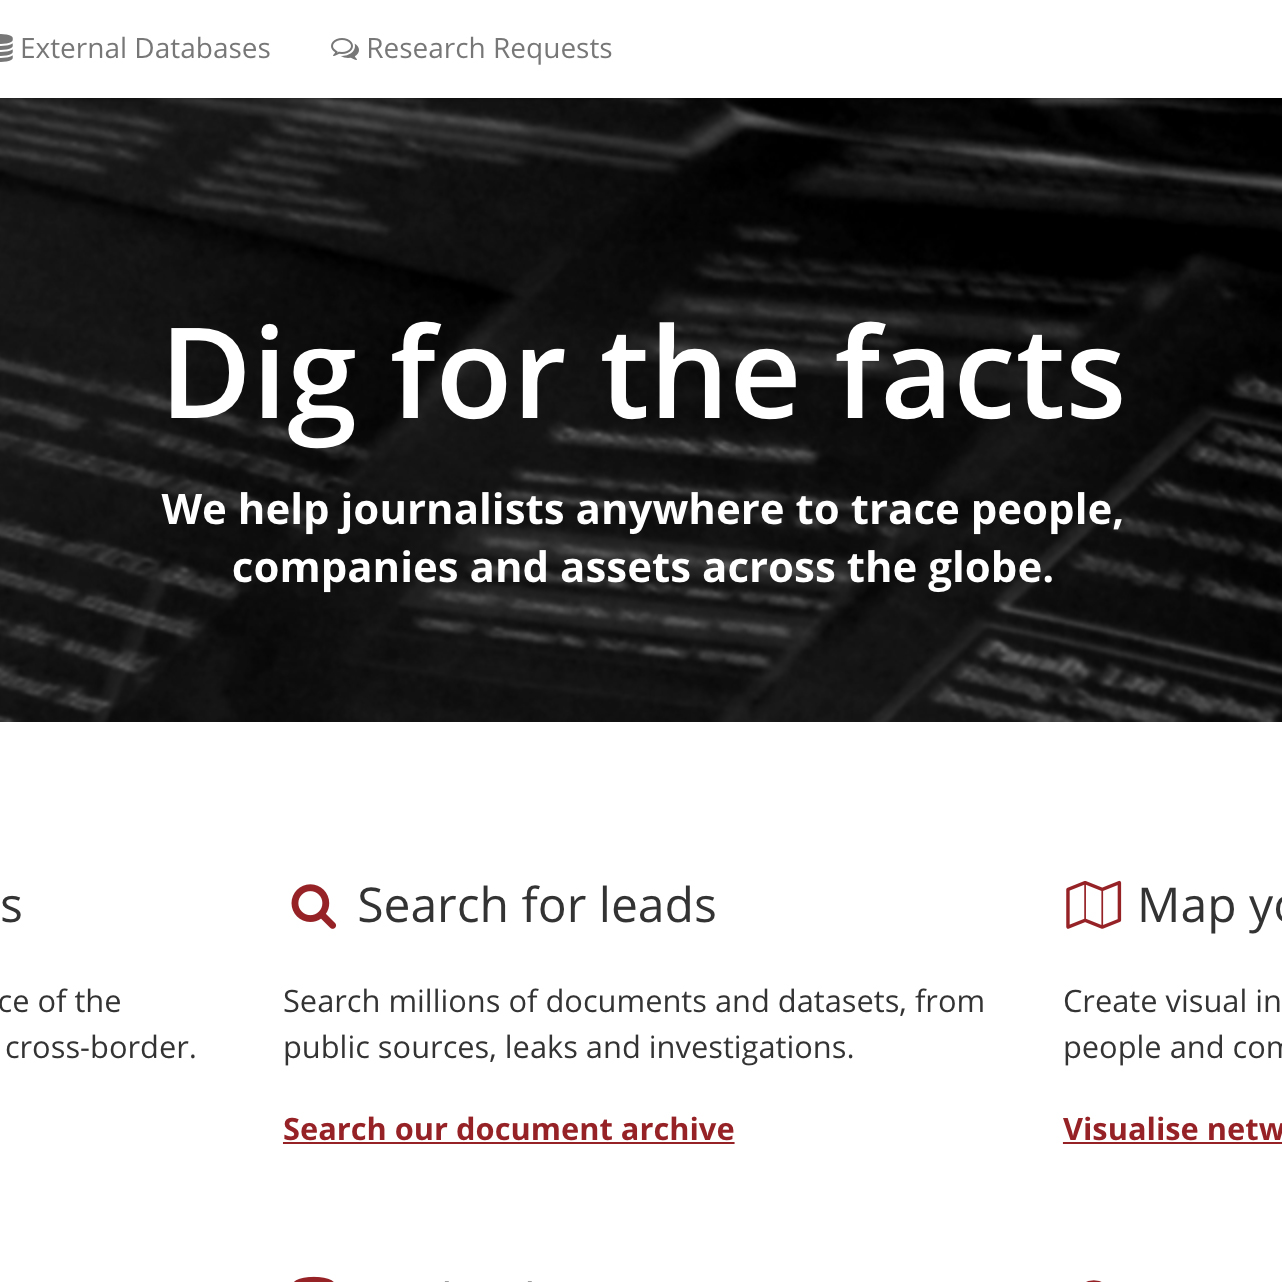 External Databases
Research Requests
Dig for the facts
We help journalists anywhere to trace people,
companies and assets across the globe.
s
Search for leads
Map yo
ce of the
cross-border.
Search millions of documents and datasets, from
public sources, leaks and investigations.
Create visual in
people and com
Search our document archive
Visualise netw